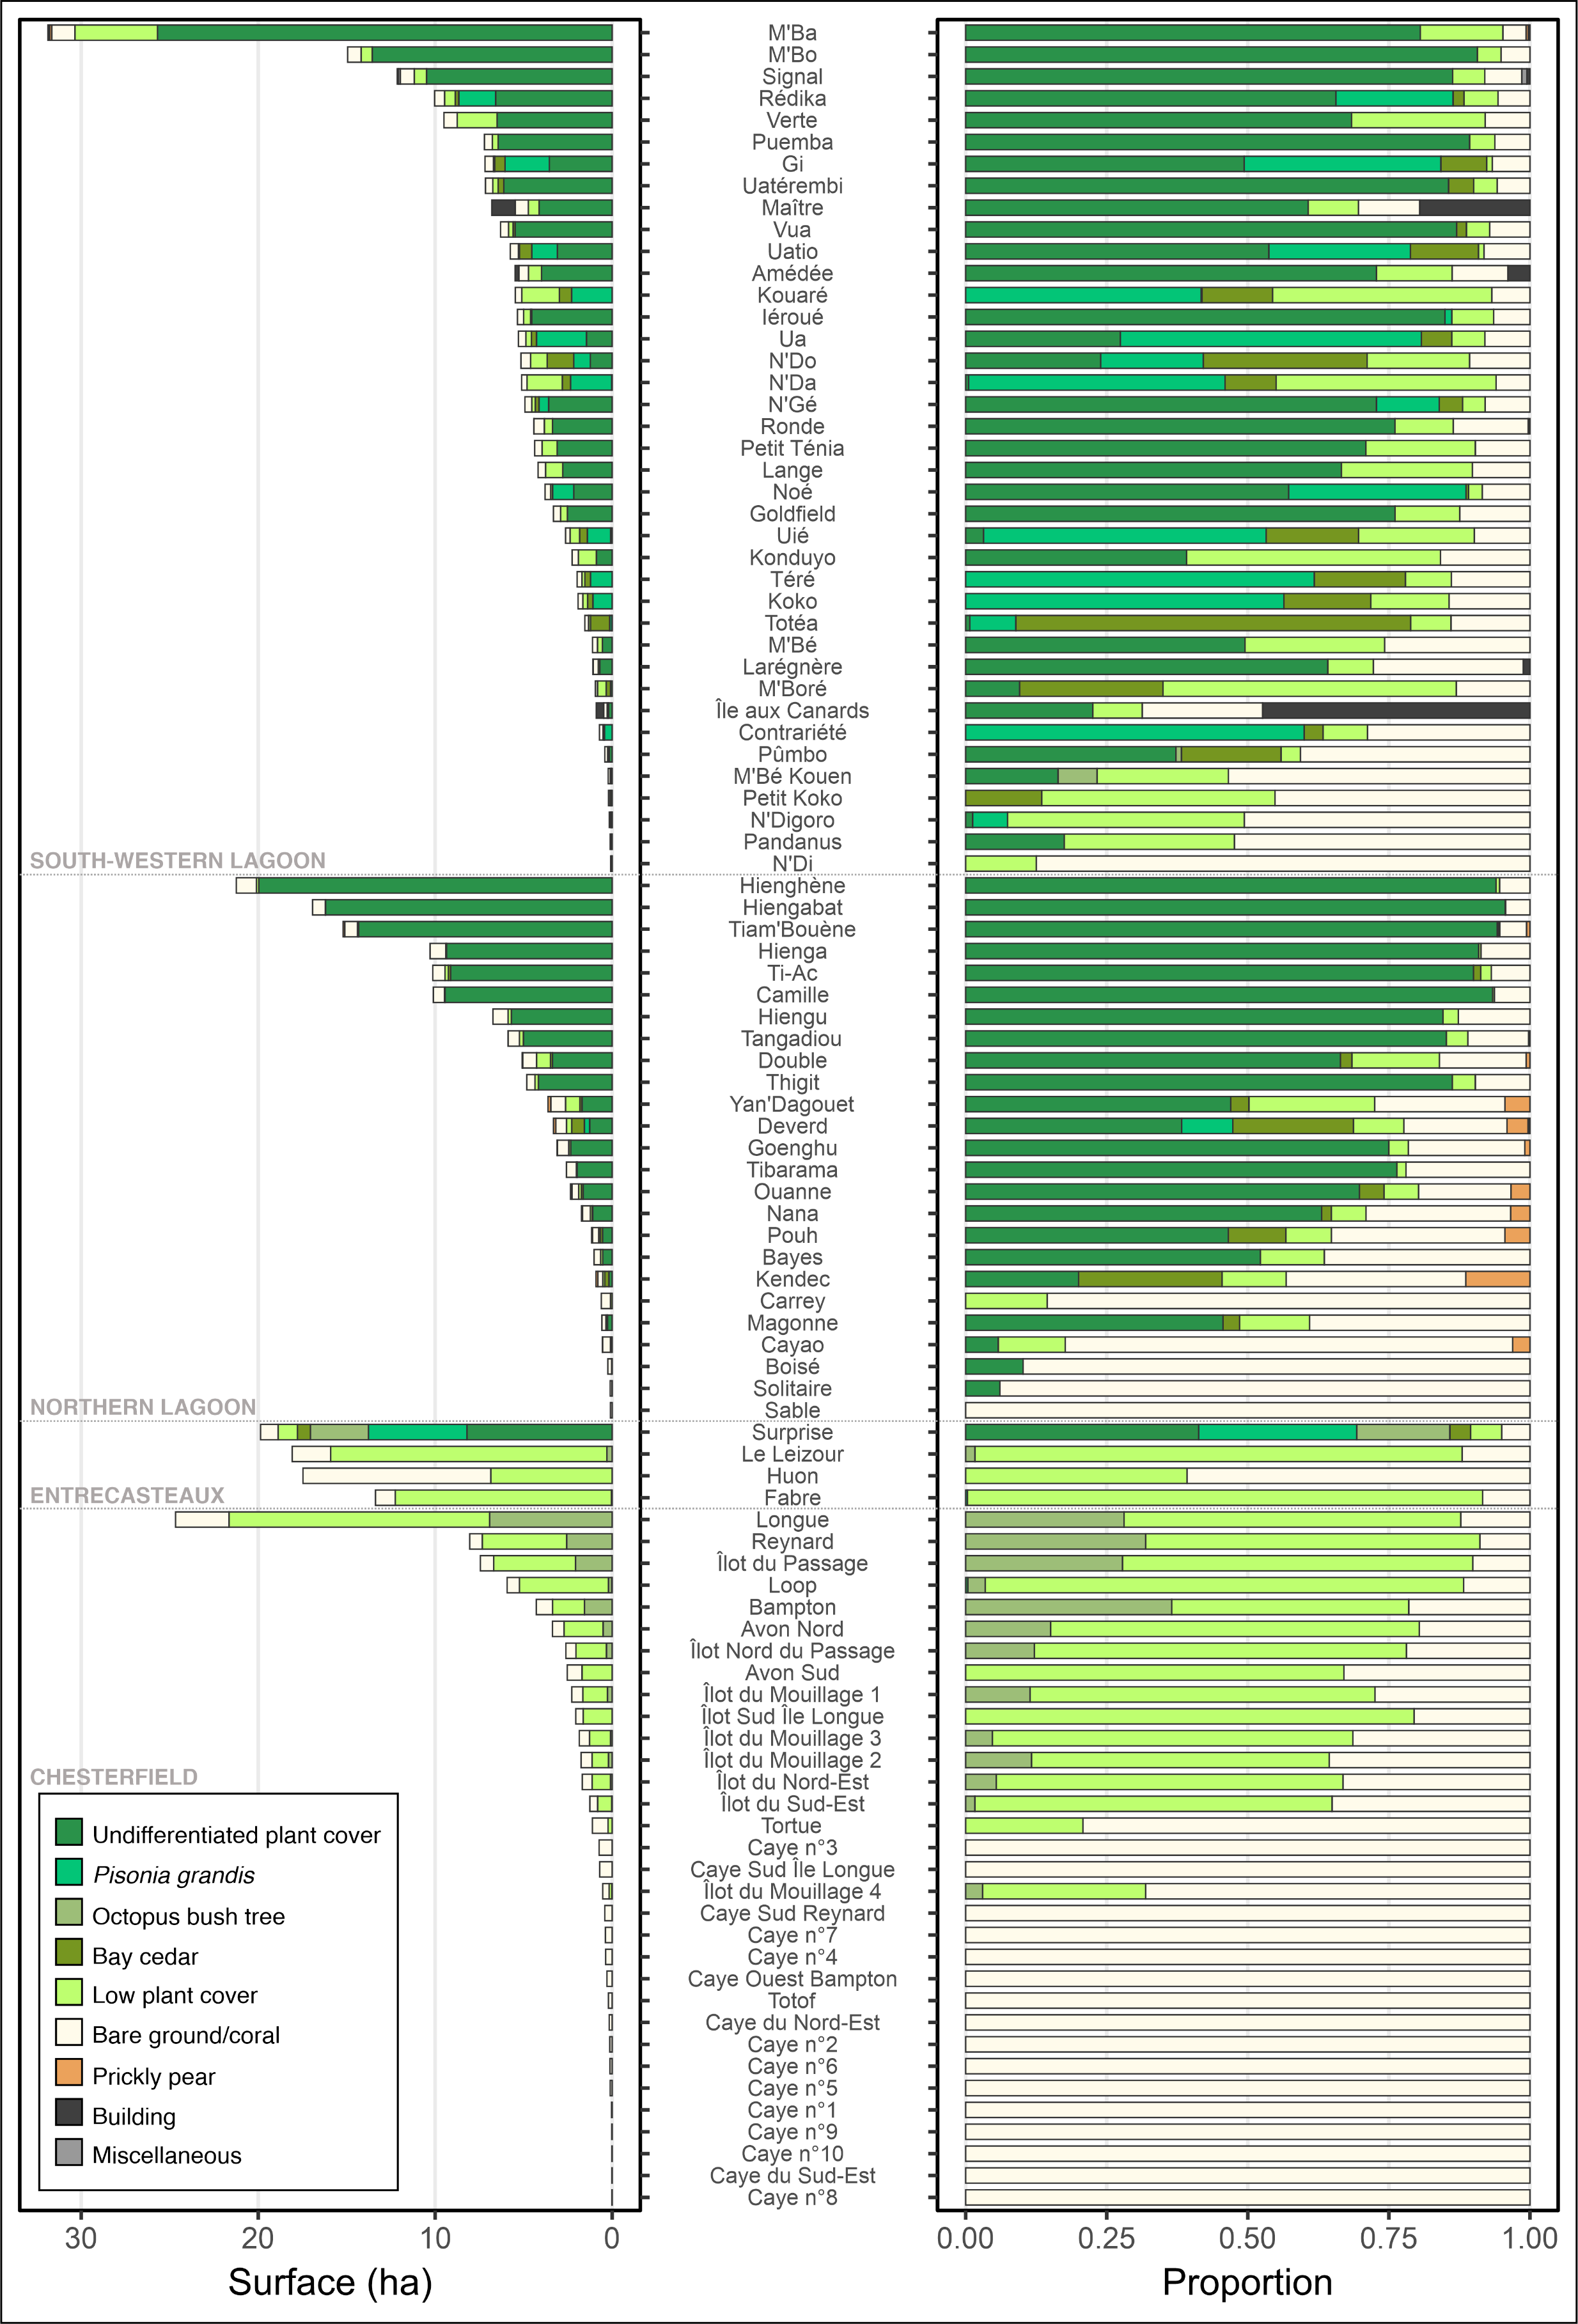 M'Ba
M'Bo
Signal
Rédika
Verte
Puemba
Gi
Uatérembi
Maître
Vua
Uatio
Amédée
Kouaré
Iéroué
Ua
N'Do
N'Da
N'Gé
Ronde
Petit Ténia
Lange
Noé
Goldfield
Uié
Konduyo
Téré
Koko
Totéa
M'Bé
Larégnère
M'Boré
Île aux Canards
Contrariété
Pûmbo
M'Bé Kouen
Petit Koko
N'Digoro
Pandanus
SOUTH-WESTERN LAGOON
N'Di
Hienghène
Hiengabat
Tiam'Bouène
Hienga
Ti-Ac
Camille
Hiengu
Tangadiou
Double
Thigit
Yan'Dagouet
Deverd
Goenghu
Tibarama
Ouanne
Nana
Pouh
Bayes
Kendec
Carrey
Magonne
Cayao
Boisé
Solitaire
NORTHERN LAGOON
Sable
Surprise
Le Leizour
Huon
ENTRECASTEAUX
Fabre
Longue
Reynard
Îlot du Passage
Loop
Bampton
Avon Nord
Îlot Nord du Passage
Avon Sud
Îlot du Mouillage 1
Îlot Sud Île Longue
Îlot du Mouillage 3
Îlot du Mouillage 2
CHESTERFIELD
Îlot du Nord-Est
Îlot du Sud-Est
Tortue
Caye n°3
Caye Sud Île Longue
Îlot du Mouillage 4
Caye Sud Reynard
Caye n°7
Caye n°4
Caye Ouest Bampton
Totof
Caye du Nord-Est
Caye n°2
Caye n°6
Caye n°5
Caye n°1
Caye n°9
Caye n°10
Caye du Sud-Est
Caye n°8
Undifferentiated plant cover
Pisonia grandis
Octopus bush tree
Bay cedar
Low plant cover
Bare ground/coral
Prickly pear
Building
Miscellaneous
30 20 10 0
0.00 0.25 0.50 0.75 1.00
Surface (ha)
Proportion